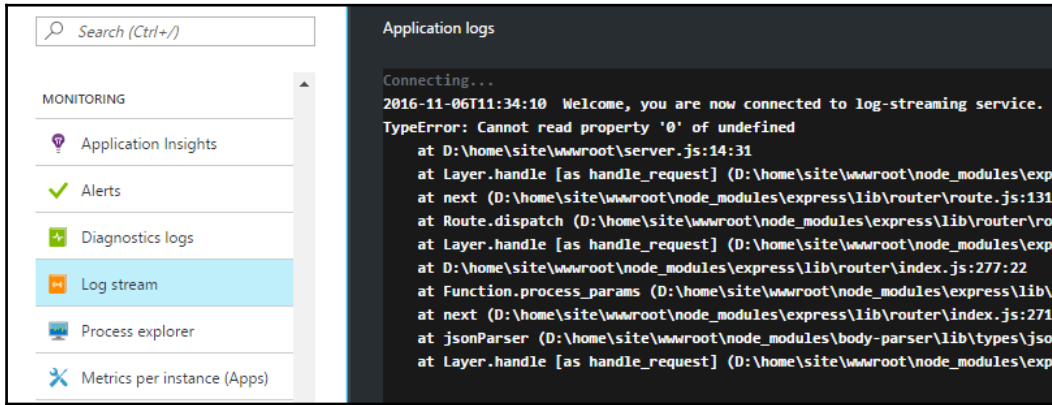 Search (Ctrl+/)
MONITORING
Application Insights
Alerts
Diagnostics logs
Log stream
Process explorer
Metrics per instance (Apps)
Application logs
Connecting...
2016-11-06T11:34:10  Welcome, you are now connected to log-streaming service.
TypeError: Cannot read property '0' of undefined
    at D:\home\site\wwwroot\server.js:14:31
    at Layer.handle [as handle_request] (D:\home\site\wwwroot\node_modules\exp
    at next (D:\home\site\wwwroot\node_modules\express\lib\router\route.js:131
    at Route.dispatch (D:\home\site\wwwroot\node_modules\express\lib\router\ro
    at Layer.handle [as handle_request] (D:\home\site\wwwroot\node_modules\exp
    at D:\home\site\wwwroot\node_modules\express\lib\router\index.js:277:22
    at Function.process_params (D:\home\site\wwwroot\node_modules\express\lib\
    at next (D:\home\site\wwwroot\node_modules\express\lib\router\index.js:271
    at jsonParser (D:\home\site\wwwroot\node_modules\body-parser\lib\types\jso
    at Layer.handle [as handle_request] (D:\home\site\wwwroot\node_modules\exp